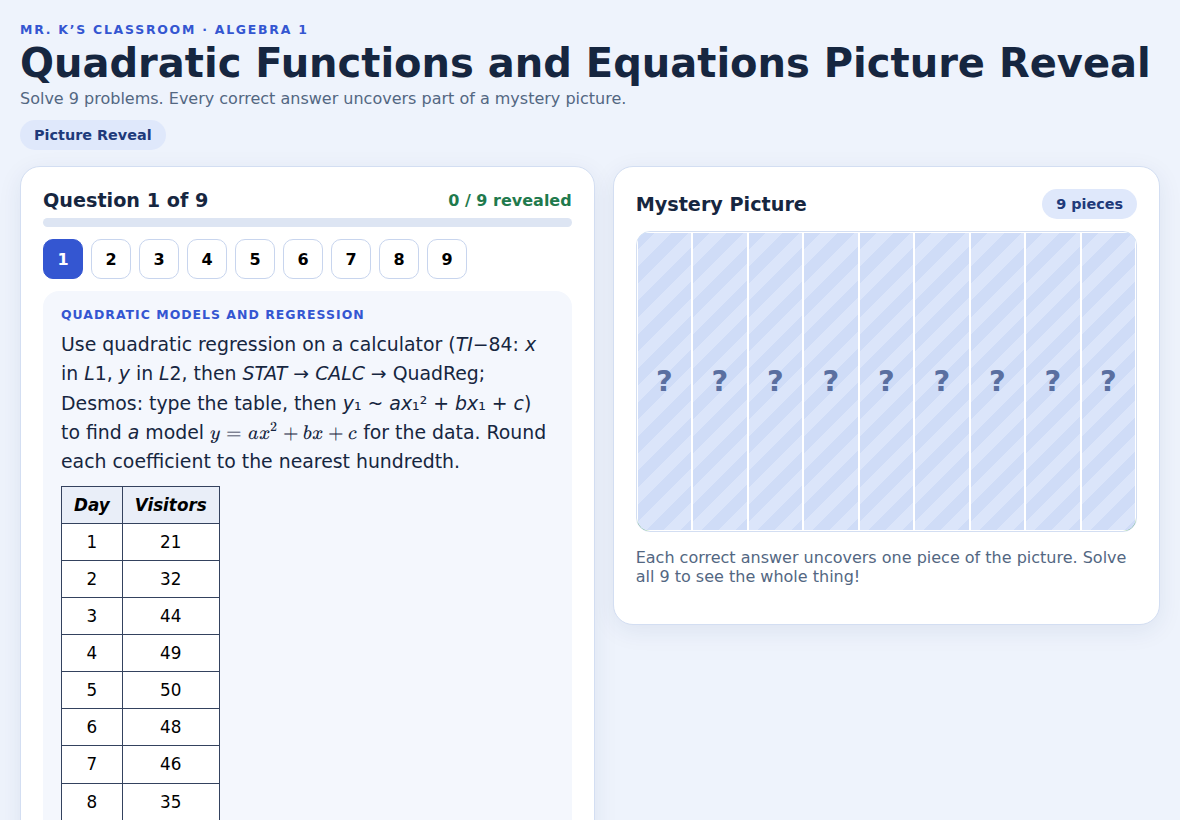 MR. K’S CLASSROOM · ALGEBRA 1
Quadratic Functions and Equations Picture Reveal
Solve 9 problems. Every correct answer uncovers part of a mystery picture.
Picture Reveal
Question 1 of 9
0 / 9 revealed
1 2 3 4 5 6 7 8 9
QUADRATIC MODELS AND REGRESSION
Use quadratic regression on a calculator (TI−84: x
in L1, y in L2, then STAT → CALC → QuadReg;
Desmos: type the table, then y₁ ~ ax₁² + bx₁ + c)
to find a model y = ax² + bx + c for the data. Round
each coefficient to the nearest hundredth.
Day Visitors
1 21
2 32
3 44
4 49
5 50
6 48
7 46
8 35
Mystery Picture
9 pieces
? ? ? ? ? ? ? ? ?
Each correct answer uncovers one piece of the picture. Solve
all 9 to see the whole thing!